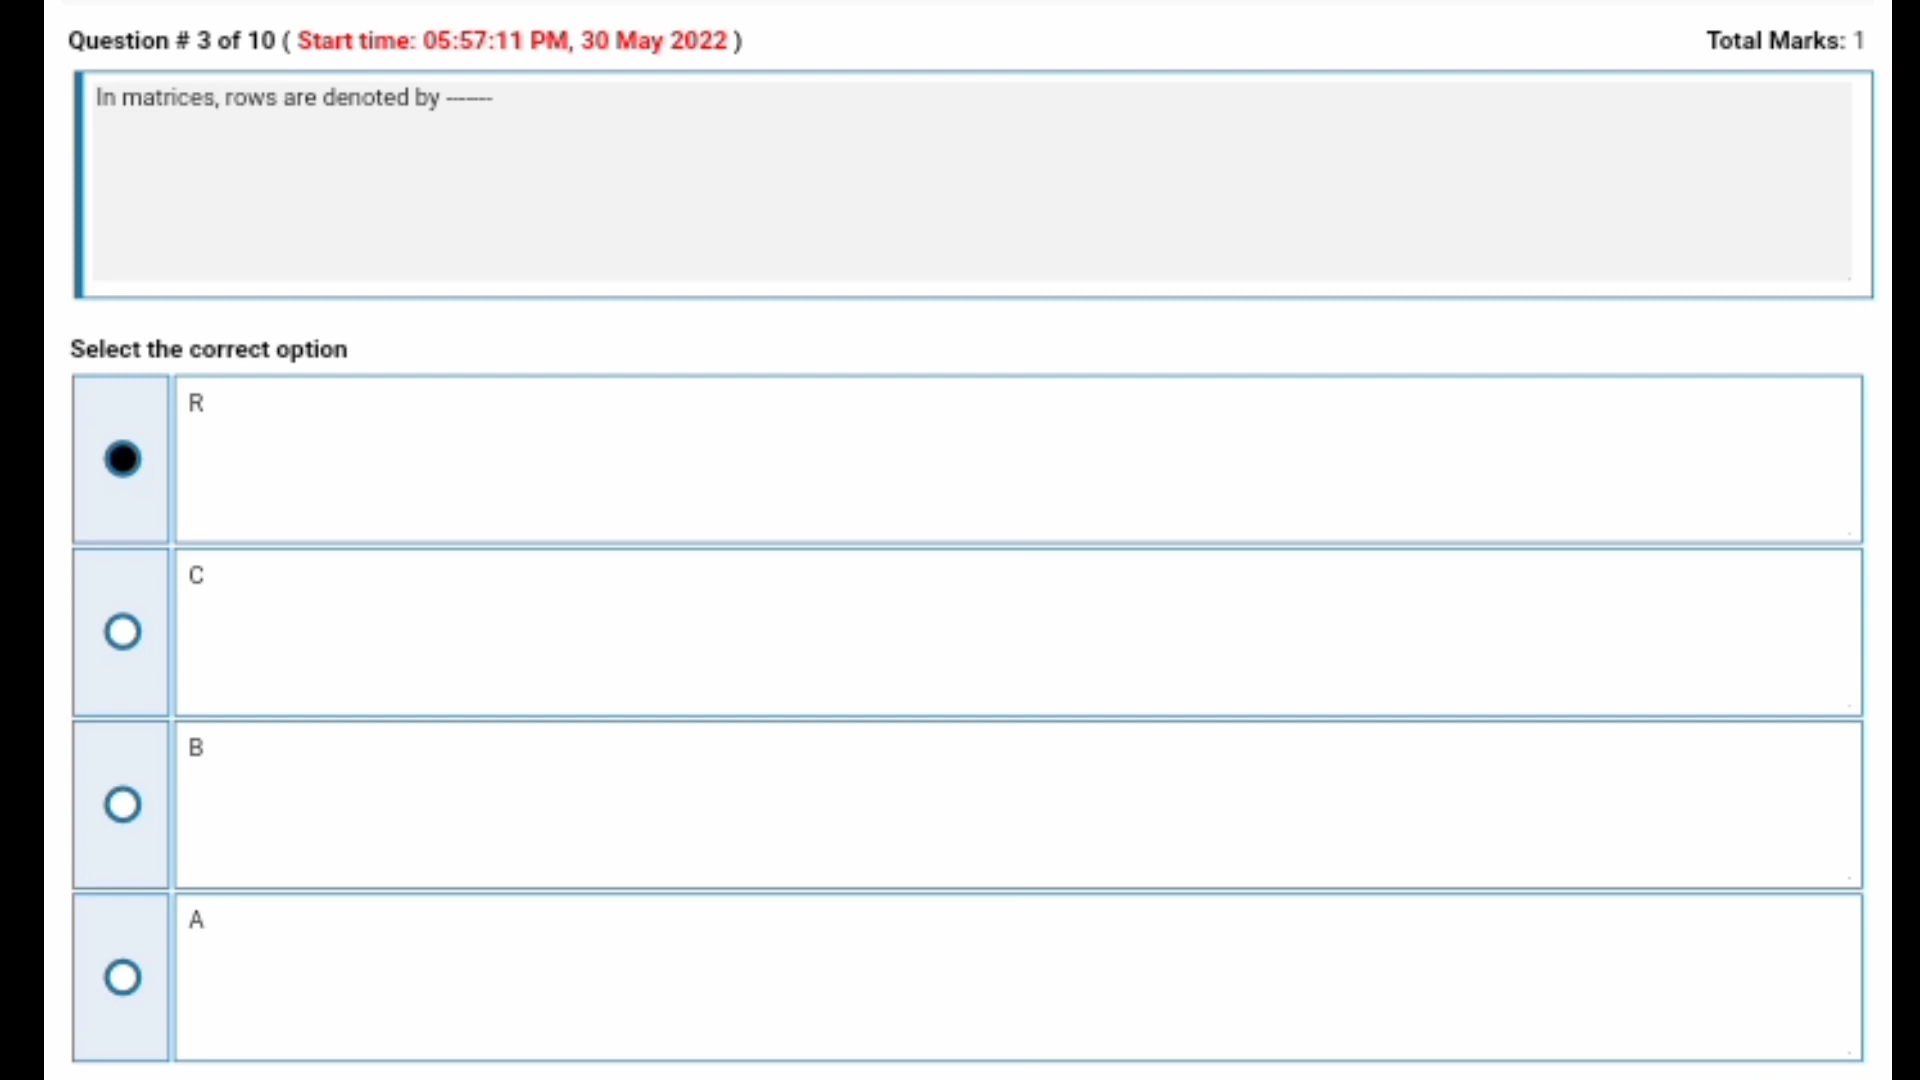 Question # 3 of 10 ( Start time: 05:57:11 PM, 30 May 2022 )
Total Marks: 1
In matrices, rows are denoted by -------
Select the correct option
R
C
B
A